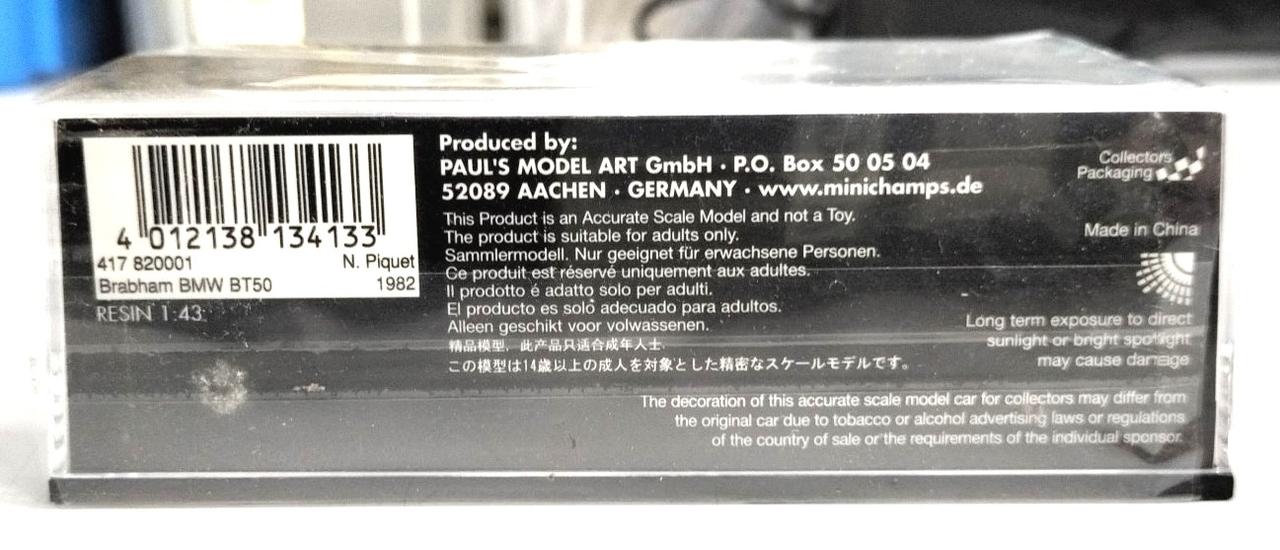 4 012138 134133
417 820001 N. Piquet
Brabham BMW BT50 1982
RESIN 1:43
Produced by:
PAUL'S MODEL ART GmbH · P.O. Box 50 05 04
52089 AACHEN · GERMANY · www.minichamps.de
This Product is an Accurate Scale Model and not a Toy.
The product is suitable for adults only.
Sammlermodell. Nur geeignet für erwachsene Personen.
Ce produit est réservé uniquement aux adultes.
Il prodotto é adatto solo per adulti.
El producto es solo adecuado para adultos.
Alleen geschikt voor volwassenen.
精品模型，此产品只适合成年人士.
この模型は14歳以上の成人を対象とした精密なスケールモデルです。
Collectors
Packaging
Made in China
Long term exposure to direct
sunlight or bright spotlight
may cause damage
The decoration of this accurate scale model car for collectors may differ from
the original car due to tobacco or alcohol advertising laws or regulations
of the country of sale or the requirements of the individual sponsor.